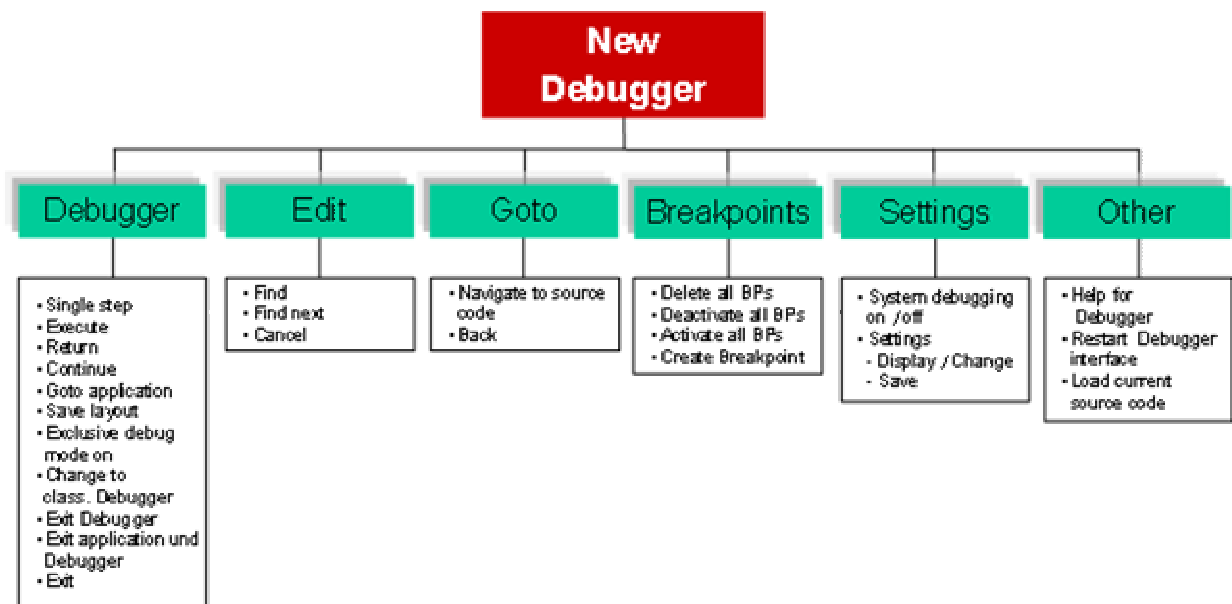 New
Debugger
Debugger
• Single step
• Execute
• Return
• Continue
• Goto application
• Save layout
• Exclusive debug
mode on
• Change to
class. Debugger
• Exit Debugger
• Exit application und
Debugger
• Exit
Edit
• Find
• Find next
• Cancel
Goto
• Navigate to source
code
• Back
Breakpoints
• Delete all BPs
• Deactivate all BPs
• Activate all BPs
• Create Breakpoint
Settings
• System debugging
on /off
• Settings
- Display / Change
- Save
Other
• Help for
Debugger
• Restart Debugger
interface
• Load current
source code